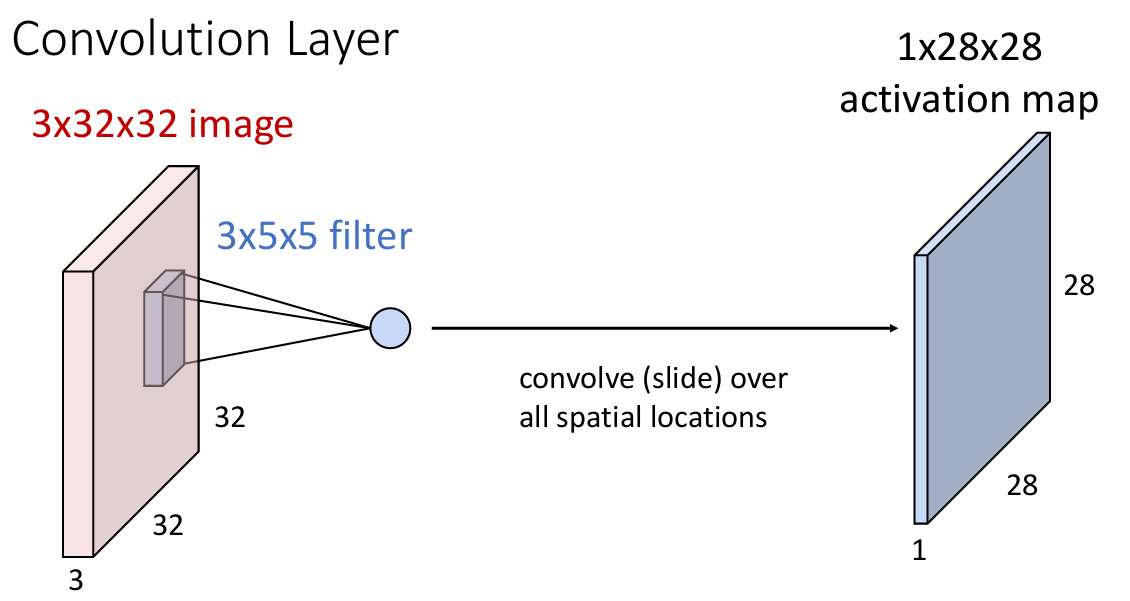 Convolution Layer
3x32x32 image
3x5x5 filter
32
32
3
convolve (slide) over
all spatial locations
1x28x28
activation map
28
28
1